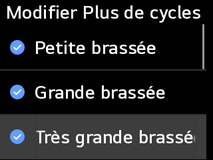 Modifier Plus de cycles
Petite brassée
Grande brassée
Très grande brassé